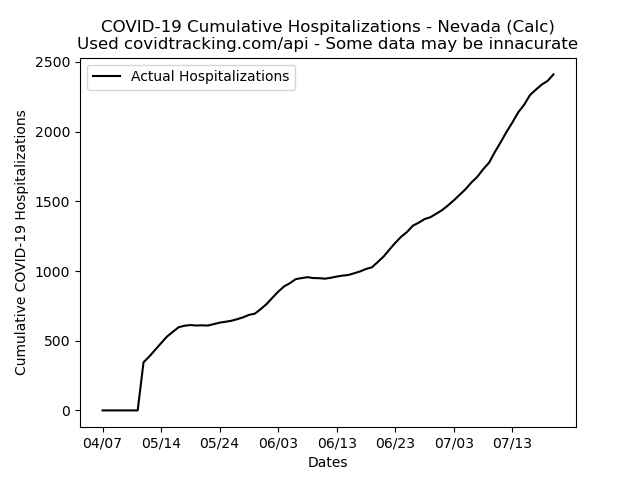 COVID-19 Cumulative Hospitalizations - Nevada (Calc)
Used covidtracking.com/api - Some data may be innacurate
Actual Hospitalizations
Cumulative COVID-19 Hospitalizations
2500
2000
1500
1000
500
0
04/07 05/14 05/24 06/03 06/13 06/23 07/03 07/13
Dates